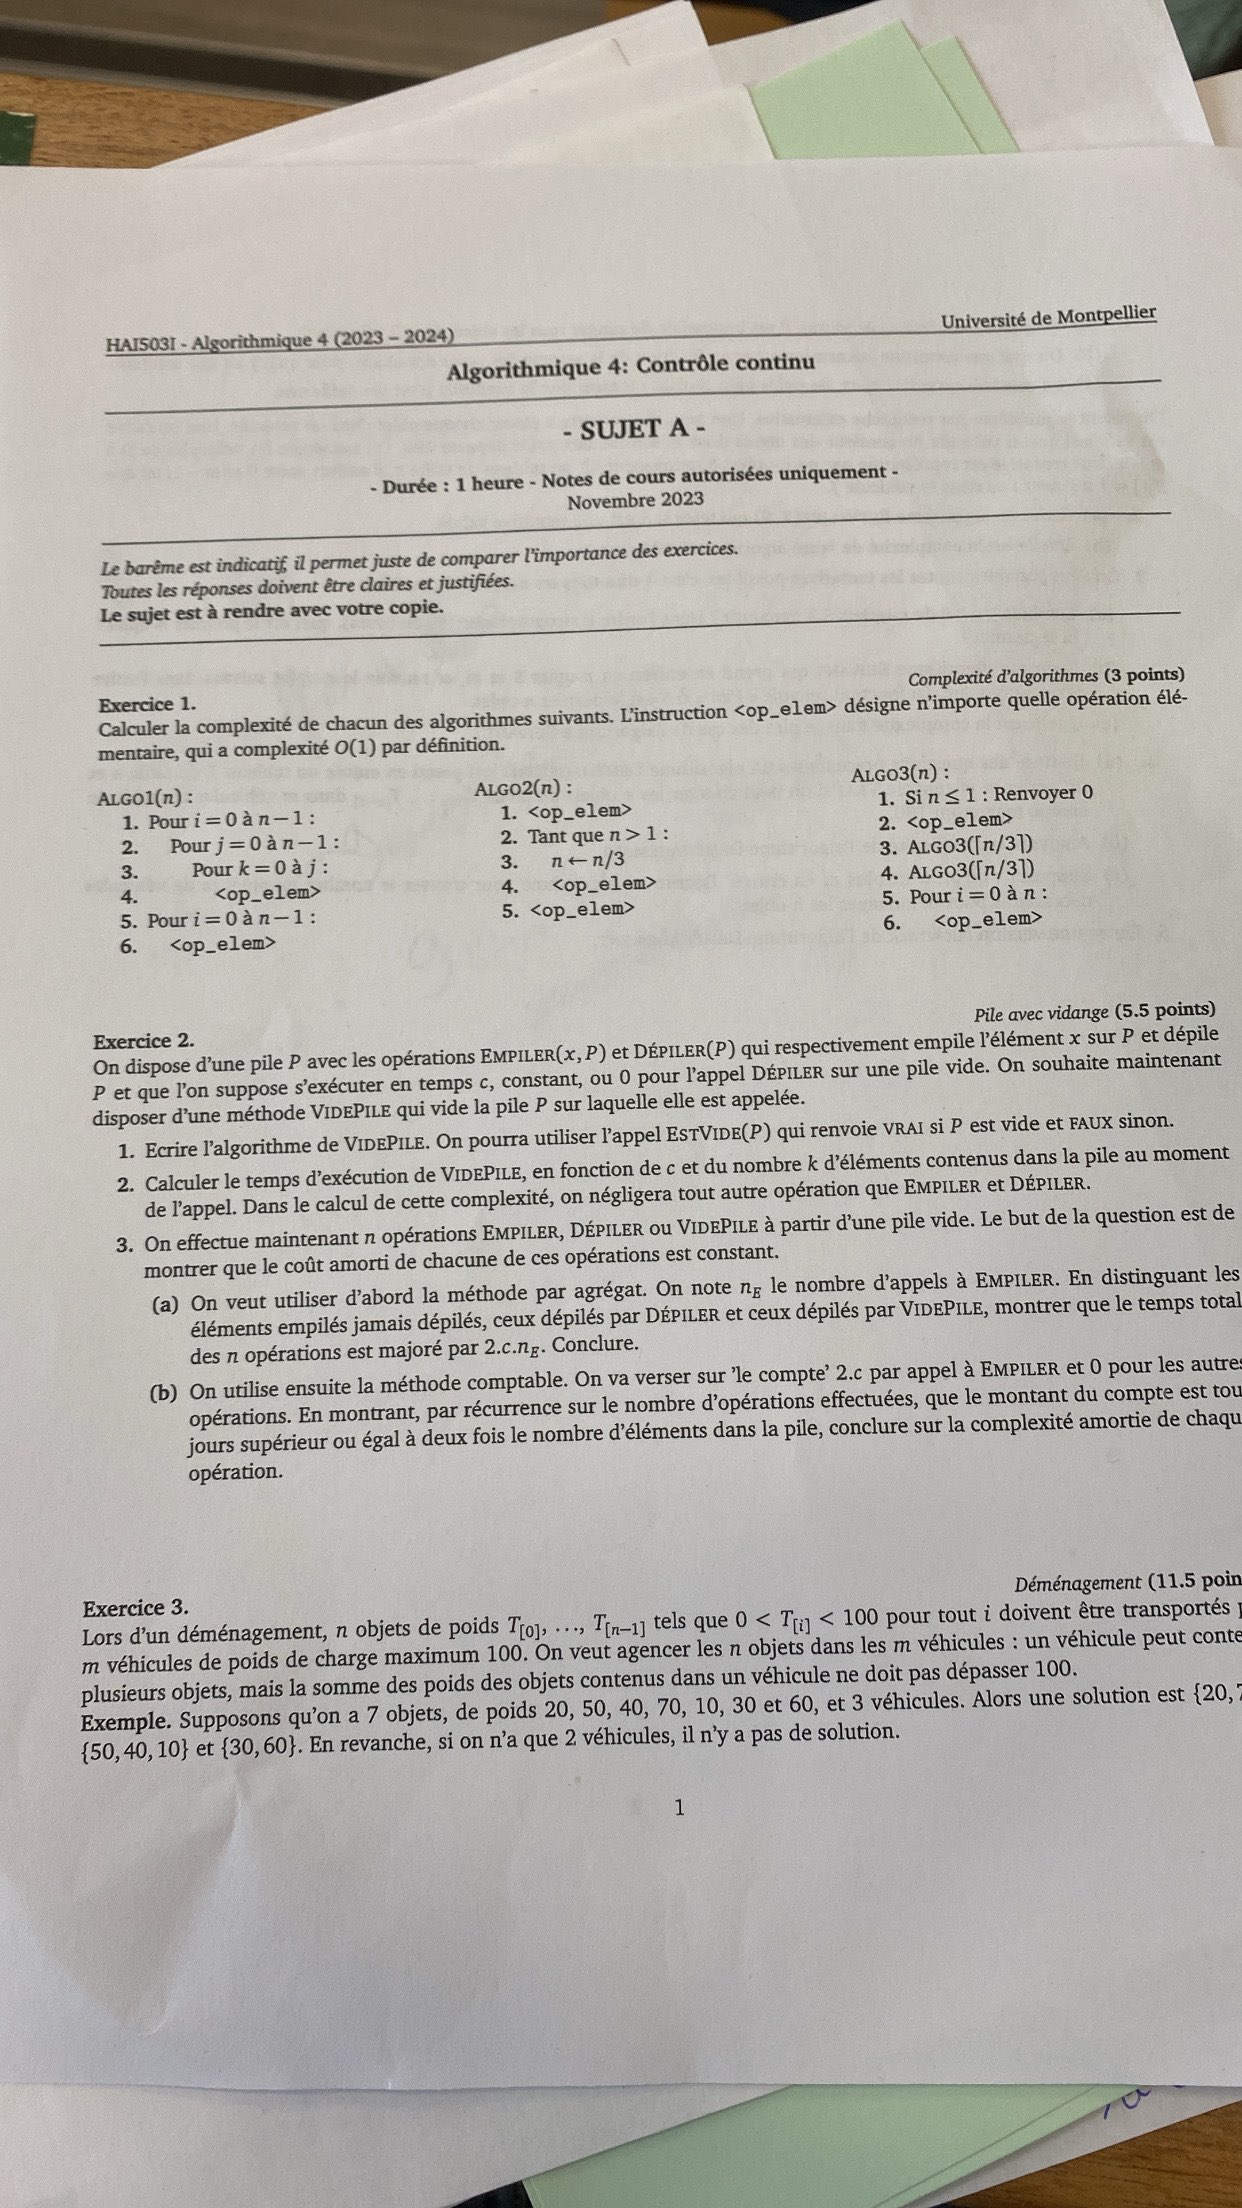 HAI503I - Algorithmique 4 (2023 – 2024)
Université de Montpellier
Algorithmique 4: Contrôle continu
- SUJET A -
- Durée : 1 heure - Notes de cours autorisées uniquement -
Novembre 2023
Le barême est indicatif, il permet juste de comparer l'importance des exercices.
Toutes les réponses doivent être claires et justifiées.
Le sujet est à rendre avec votre copie.
Exercice 1.
Complexité d'algorithmes (3 points)
Calculer la complexité de chacun des algorithmes suivants. L'instruction <op_elem> désigne n'importe quelle opération élé-
mentaire, qui a complexité O(1) par définition.
ALGO1(n) :
1. Pour i = 0 à n − 1 :
2. Pour j = 0 à n − 1 :
3. Pour k = 0 à j :
4. <op_elem>
5. Pour i = 0 à n − 1 :
6. <op_elem>
ALGO2(n) :
1. <op_elem>
2. Tant que n > 1 :
3. n ← n/3
4. <op_elem>
5. <op_elem>
ALGO3(n) :
1. Si n ≤ 1 : Renvoyer 0
2. <op_elem>
3. ALGO3(⌈n/3⌉)
4. ALGO3(⌈n/3⌉)
5. Pour i = 0 à n :
6. <op_elem>
Exercice 2.
Pile avec vidange (5.5 points)
On dispose d'une pile P avec les opérations EMPILER(x, P) et DÉPILER(P) qui respectivement empile l'élément x sur P et dépile
P et que l'on suppose s'exécuter en temps c, constant, ou 0 pour l'appel DÉPILER sur une pile vide. On souhaite maintenant
disposer d'une méthode VIDEPILE qui vide la pile P sur laquelle elle est appelée.
1. Ecrire l'algorithme de VIDEPILE. On pourra utiliser l'appel ESTVIDE(P) qui renvoie VRAI si P est vide et FAUX sinon.
2. Calculer le temps d'exécution de VIDEPILE, en fonction de c et du nombre k d'éléments contenus dans la pile au moment
de l'appel. Dans le calcul de cette complexité, on négligera tout autre opération que EMPILER et DÉPILER.
3. On effectue maintenant n opérations EMPILER, DÉPILER ou VIDEPILE à partir d'une pile vide. Le but de la question est de
montrer que le coût amorti de chacune de ces opérations est constant.
(a) On veut utiliser d'abord la méthode par agrégat. On note n_E le nombre d'appels à EMPILER. En distinguant les
éléments empilés jamais dépilés, ceux dépilés par DÉPILER et ceux dépilés par VIDEPILE, montrer que le temps total
des n opérations est majoré par 2.c.n_E. Conclure.
(b) On utilise ensuite la méthode comptable. On va verser sur 'le compte' 2.c par appel à EMPILER et 0 pour les autres
opérations. En montrant, par récurrence sur le nombre d'opérations effectuées, que le montant du compte est tou
jours supérieur ou égal à deux fois le nombre d'éléments dans la pile, conclure sur la complexité amortie de chaqu
opération.
Exercice 3.
Déménagement (11.5 poin
Lors d'un déménagement, n objets de poids T[0], ..., T[n−1] tels que 0 < T[i] < 100 pour tout i doivent être transportés
m véhicules de poids de charge maximum 100. On veut agencer les n objets dans les m véhicules : un véhicule peut conte
plusieurs objets, mais la somme des poids des objets contenus dans un véhicule ne doit pas dépasser 100.
Exemple. Supposons qu'on a 7 objets, de poids 20, 50, 40, 70, 10, 30 et 60, et 3 véhicules. Alors une solution est {20,
{50, 40, 10} et {30, 60}. En revanche, si on n'a que 2 véhicules, il n'y a pas de solution.
1